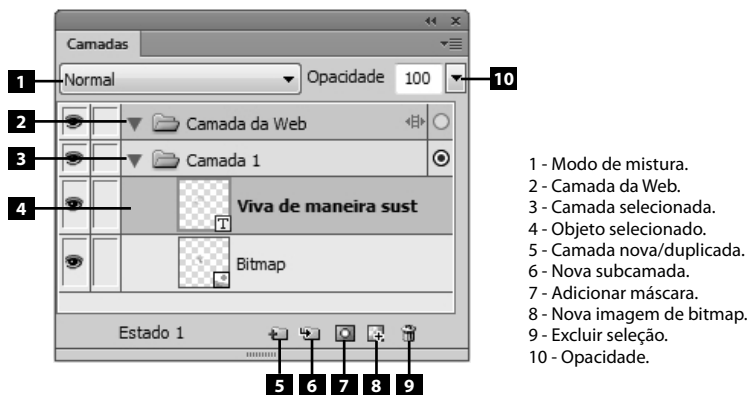 Camadas
1
Normal
Opacidade
100
10
2
Camada da Web
3
Camada 1
4
Viva de maneira sust
T
Bitmap
Estado 1
5
6
7
8
9
1 - Modo de mistura.
2 - Camada da Web.
3 - Camada selecionada.
4 - Objeto selecionado.
5 - Camada nova/duplicada.
6 - Nova subcamada.
7 - Adicionar máscara.
8 - Nova imagem de bitmap.
9 - Excluir seleção.
10 - Opacidade.